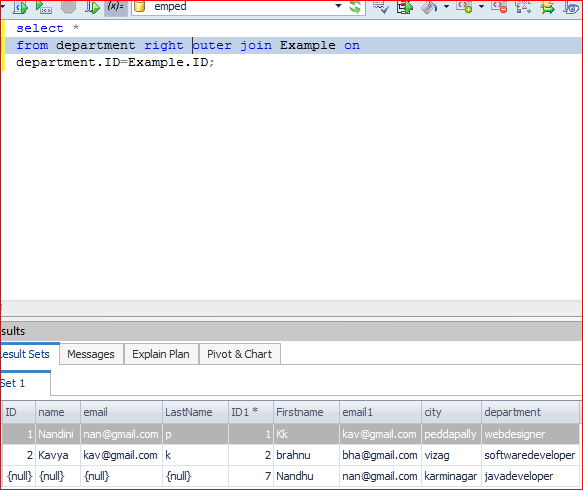 (x)= emped
select *
from department right outer join Example on
department.ID=Example.ID;
esults
esult Sets Messages Explain Plan Pivot & Chart
Set 1
ID name email LastName ID1 * Firstname email1 city department
1 Nandini nan@gmail.com p 1 Kk kav@gmail.com peddapally webdesigner
2 Kavya kav@gmail.com k 2 brahnu bha@gmail.com vizag softwaredeveloper
{null} {null} {null} {null} 7 Nandhu nan@gmail.com karminagar javadeveloper